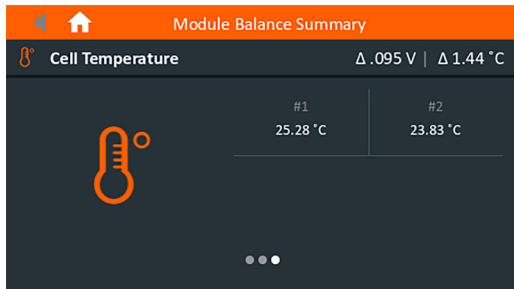 Module Balance Summary
Cell Temperature Δ .095 V | Δ 1.44 °C
#1 #2
25.28 °C 23.83 °C